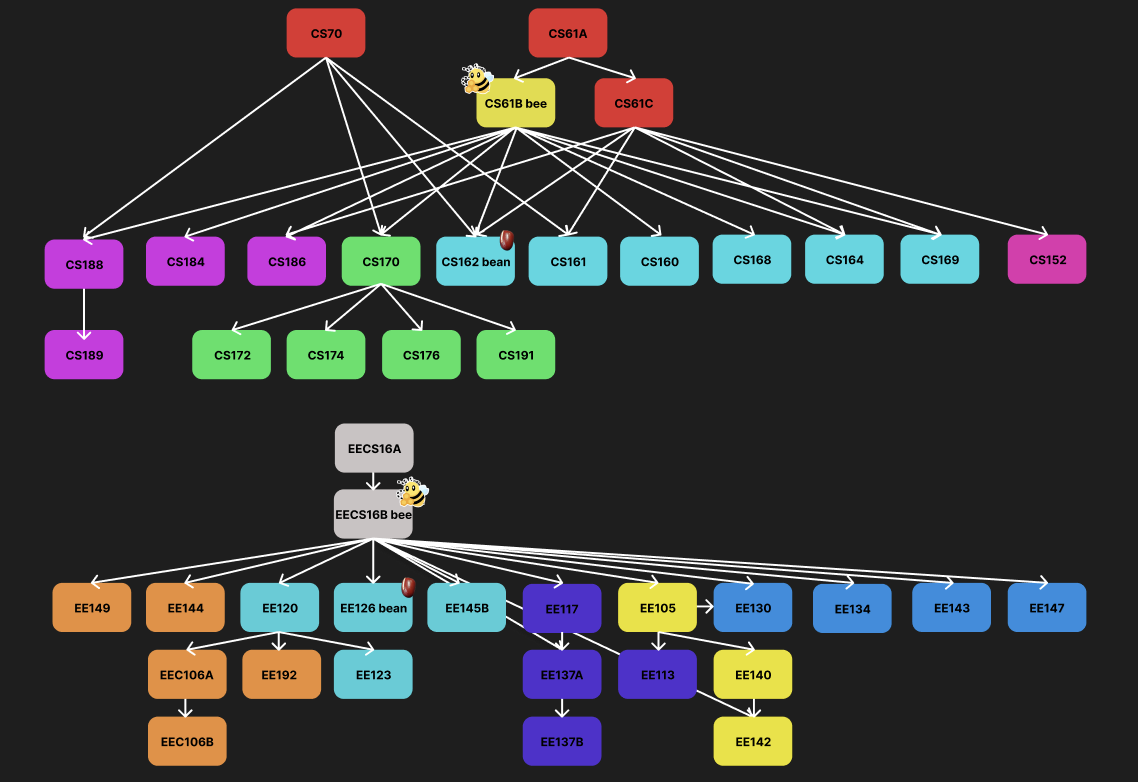 CS70
CS61A
CS61B bee
CS61C
CS188
CS184
CS186
CS170
CS162 bean
CS161
CS160
CS168
CS164
CS169
CS152
CS189
CS172
CS174
CS176
CS191
EECS16A
EECS16B bee
EE149
EE144
EE120
EE126 bean
EE145B
EE117
EE105
EE130
EE134
EE143
EE147
EEC106A
EE192
EE123
EE137A
EE113
EE140
EEC106B
EE137B
EE142